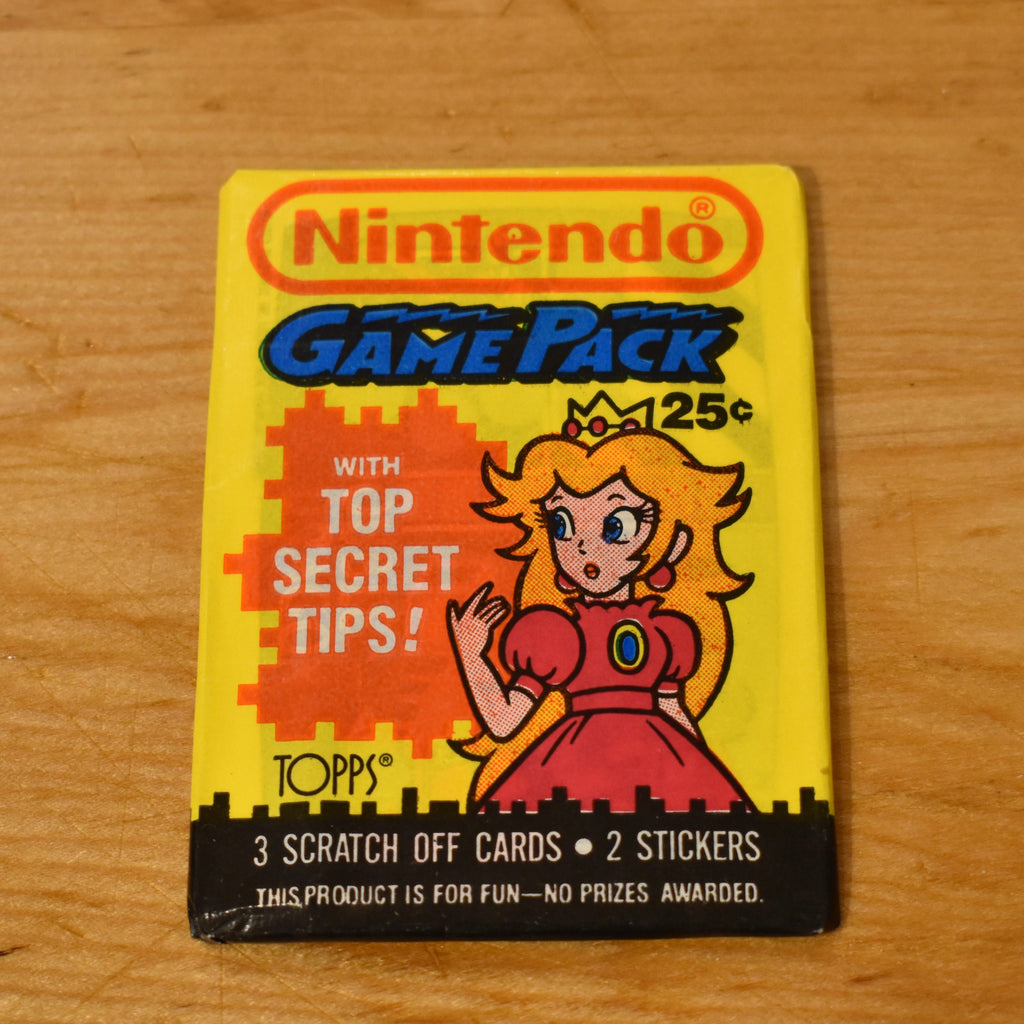 Nintendo®
GAME PACK
25¢
WITH
TOP
SECRET
TIPS!
TOPPS®
3 SCRATCH OFF CARDS • 2 STICKERS
THIS PRODUCT IS FOR FUN—NO PRIZES AWARDED.